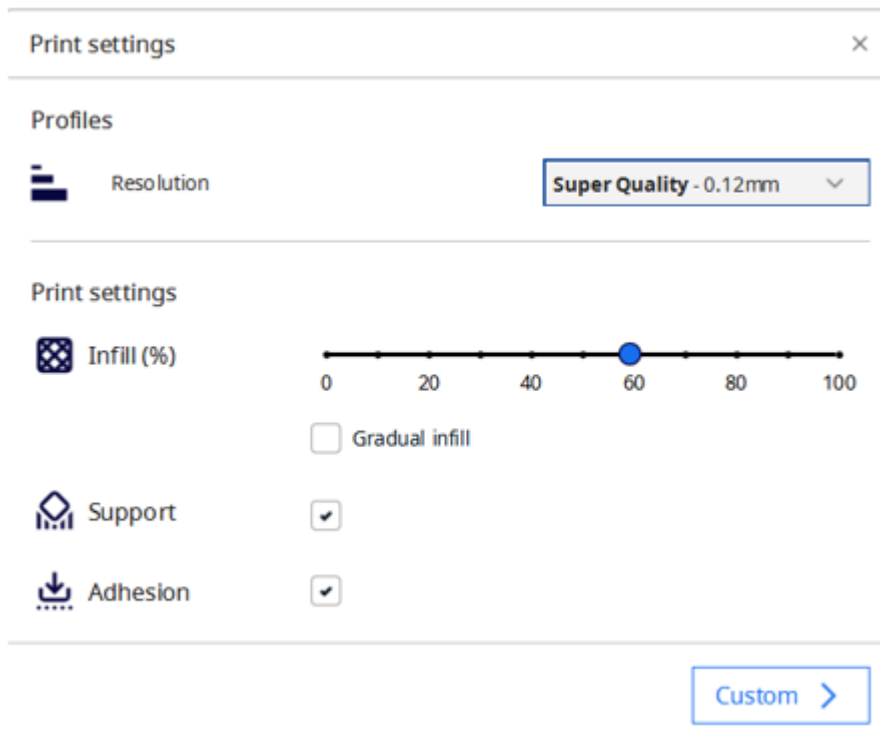 Print settings
Profiles
Resolution
Super Quality - 0.12mm
Print settings
Infill (%)
0 20 40 60 80 100
Gradual infill
Support
Adhesion
Custom